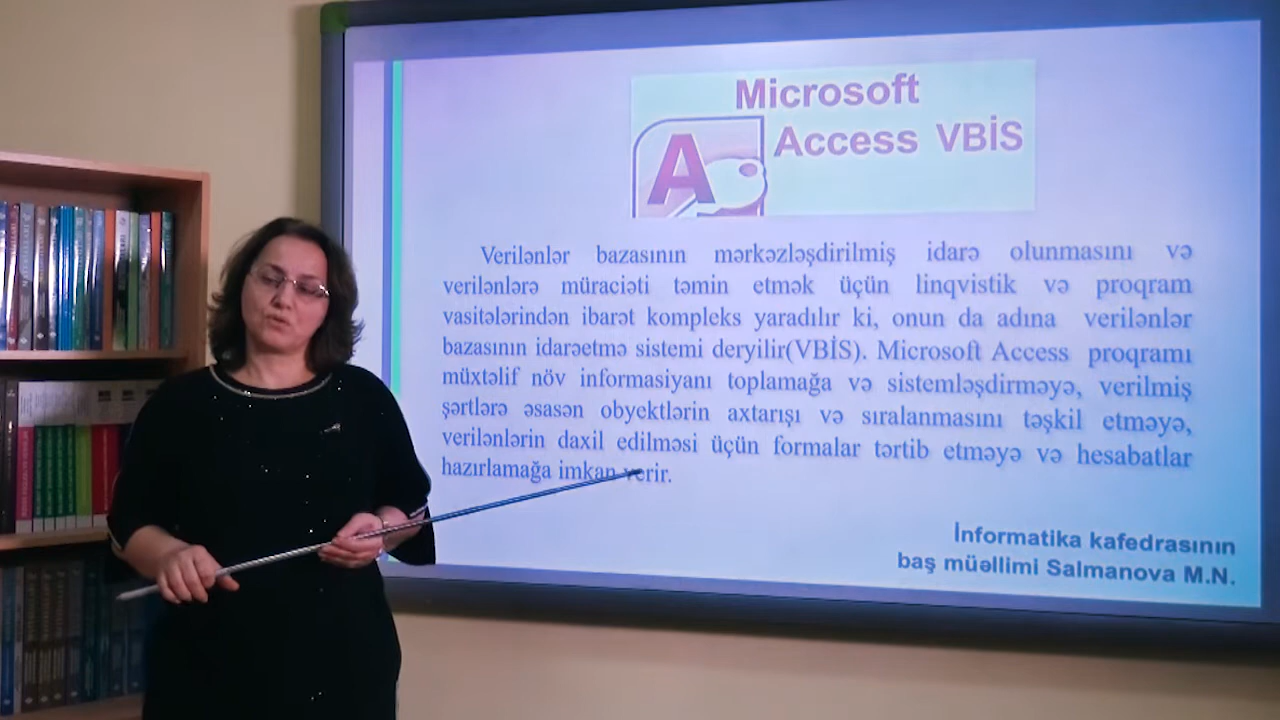 Microsoft
Access VBİS
A
Verilənlər bazasının mərkəzləşdirilmiş idarə olunmasını və
verilənlərə müraciəti təmin etmək üçün linqvistik və proqram
vasitələrindən ibarət kompleks yaradılır ki, onun da adına verilənlər
bazasının idarəetmə sistemi deryilir(VBİS). Microsoft Access proqramı
müxtəlif növ informasiyanı toplamağa və sistemləşdirməyə, verilmiş
şərtlərə əsasən obyektlərin axtarışı və sıralanmasını təşkil etməyə,
verilənlərin daxil edilməsi üçün formalar tərtib etməyə və hesabatlar
hazırlamağa imkan verir.
İnformatika kafedrasının
baş müəllimi Salmanova M.N.